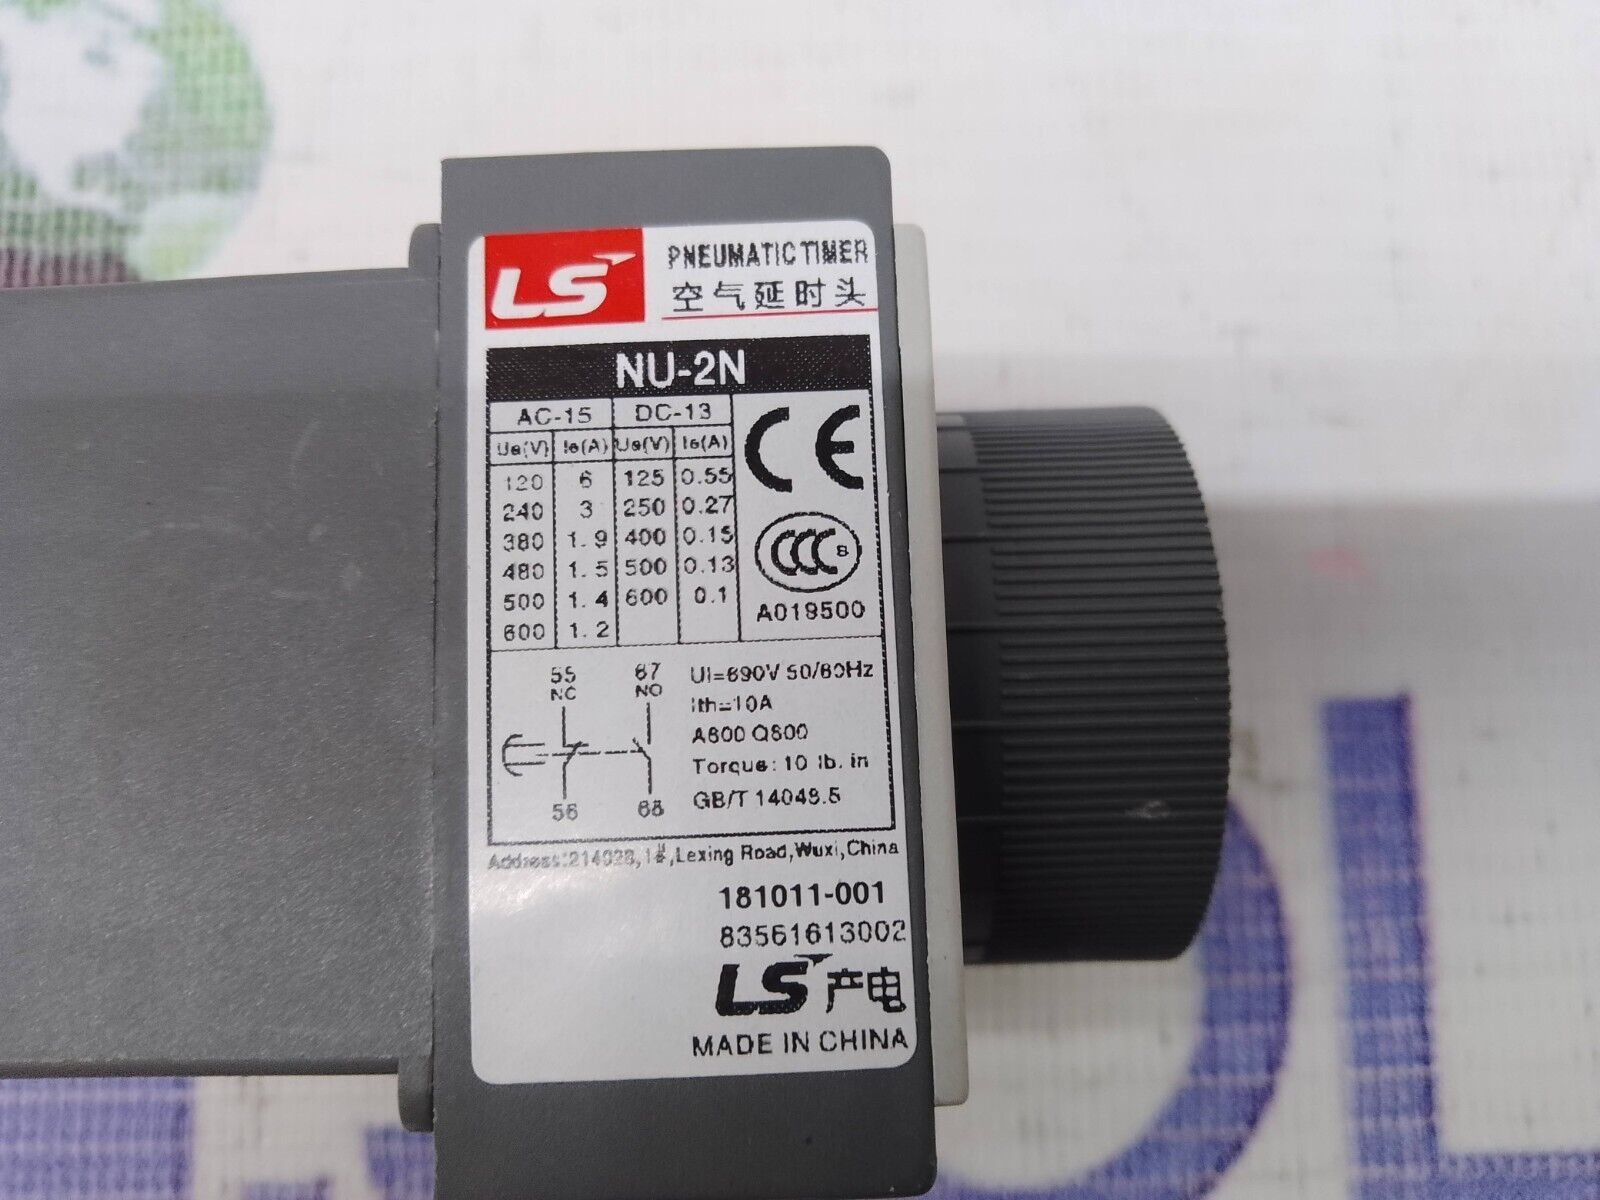 LS
PNEUMATIC TIMER
空气延时头
NU-2N
AC-15 DC-13
Ue(V) Ie(A) Ue(V) Ie(A)
120 6 125 0.55
240 3 250 0.27
380 1.9 400 0.15
480 1.5 500 0.13
500 1.4 600 0.1
600 1.2
CE
CCC S
A019500
55 67
NC NO
56 68
Ui=690V 50/60Hz
Ith=10A
A600 Q600
Torque: 10 lb. in
GB/T 14048.5
Address:214028,1#,Lexing Road,Wuxi,China
181011-001
83561613002
LS 产电
MADE IN CHINA